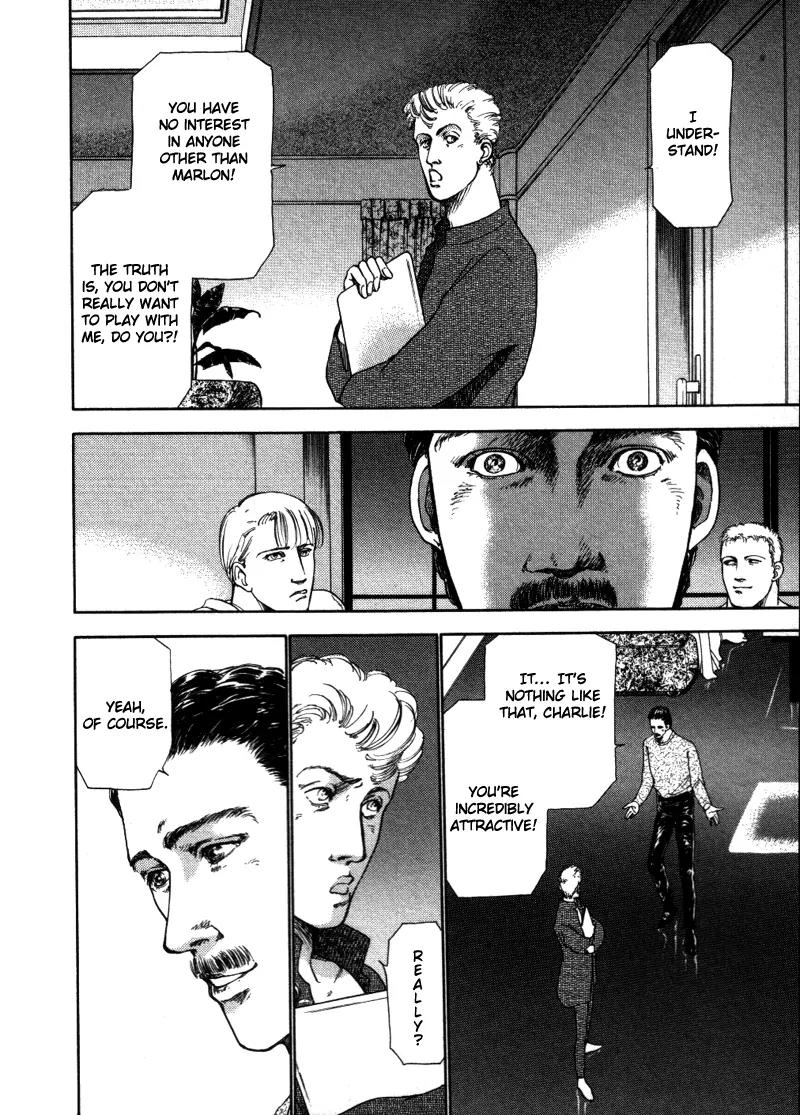 I
UNDER-
STAND!
YOU HAVE
NO INTEREST
IN ANYONE
OTHER THAN
MARLON!
THE TRUTH
IS, YOU DON'T
REALLY WANT
TO PLAY WITH
ME, DO YOU?!
IT... IT'S
NOTHING LIKE
THAT, CHARLIE!
YOU'RE
INCREDIBLY
ATTRACTIVE!
REALLY?
YEAH,
OF COURSE.